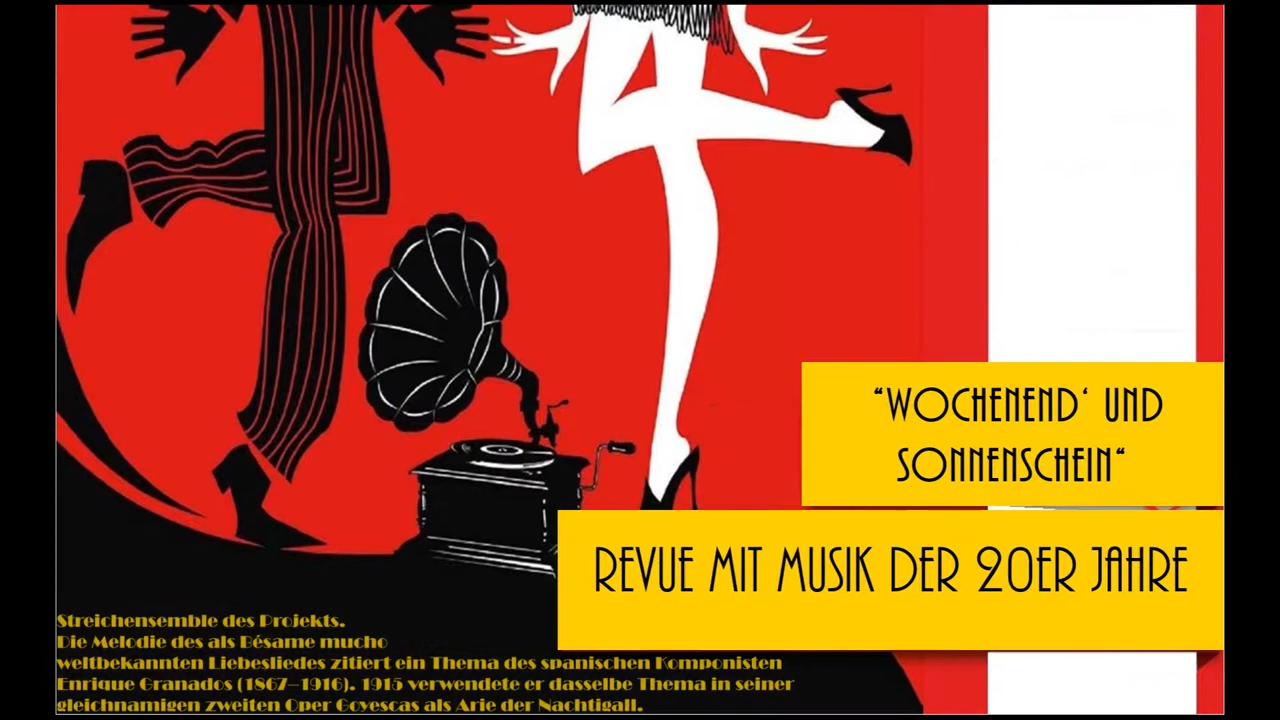 “WOCHENEND‘ UND
SONNENSCHEIN“
REVUE MIT MUSIK DER 20ER JAHRE
Streichensemble des Projekts.
Die Melodie des als Bésame mucho
weltbekannten Liebesliedes zitiert ein Thema des spanischen Komponisten
Enrique Granados (1867–1916). 1915 verwendete er dasselbe Thema in seiner
gleichnamigen zweiten Oper Goyescas als Arie der Nachtigall.